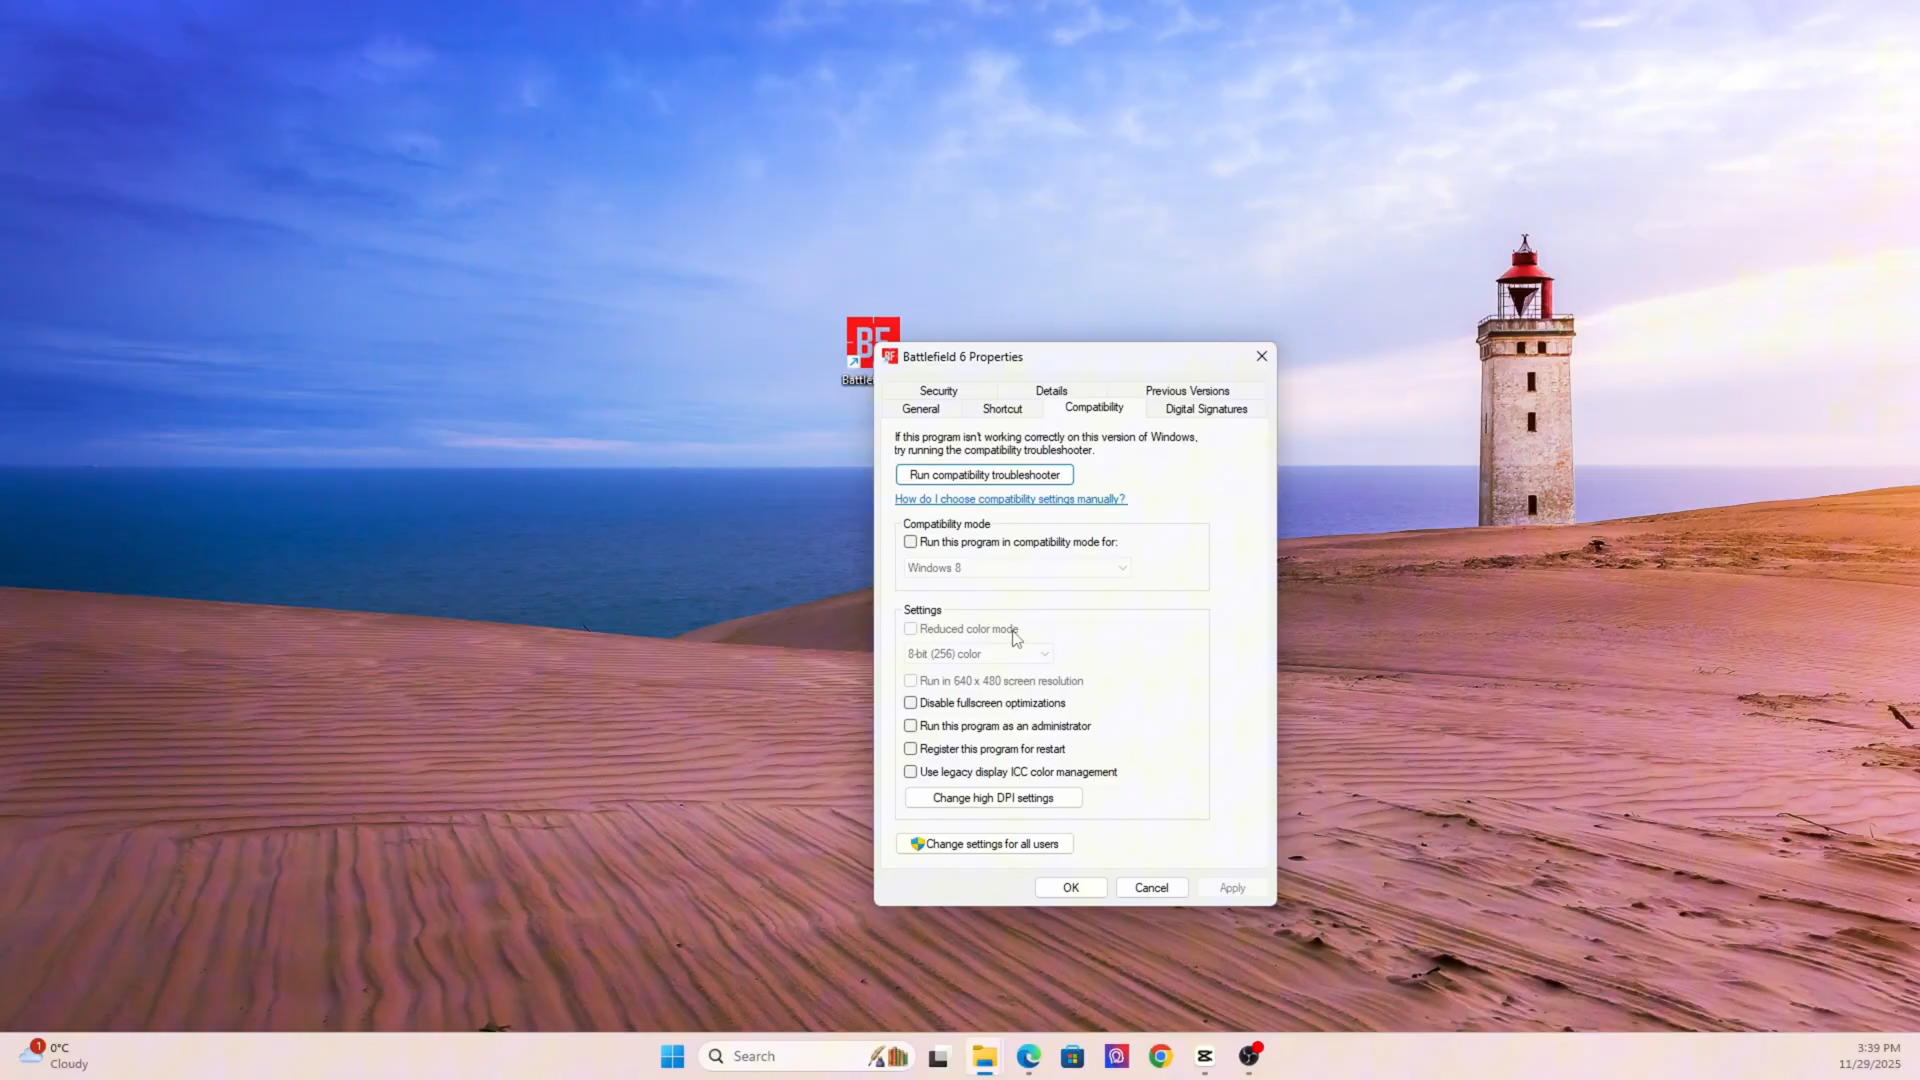 BF
Battle
Battlefield 6 Properties
Security
Details
Previous Versions
General
Shortcut
Compatibility
Digital Signatures
If this program isn't working correctly on this version of Windows,
try running the compatibility troubleshooter.
Run compatibility troubleshooter
How do I choose compatibility settings manually?
Compatibility mode
Run this program in compatibility mode for:
Windows 8
Settings
Reduced color mode
8-bit (256) color
Run in 640 x 480 screen resolution
Disable fullscreen optimizations
Run this program as an administrator
Register this program for restart
Use legacy display ICC color management
Change high DPI settings
Change settings for all users
OK
Cancel
Apply
1
0°C
Cloudy
Search
3:39 PM
11/29/2025